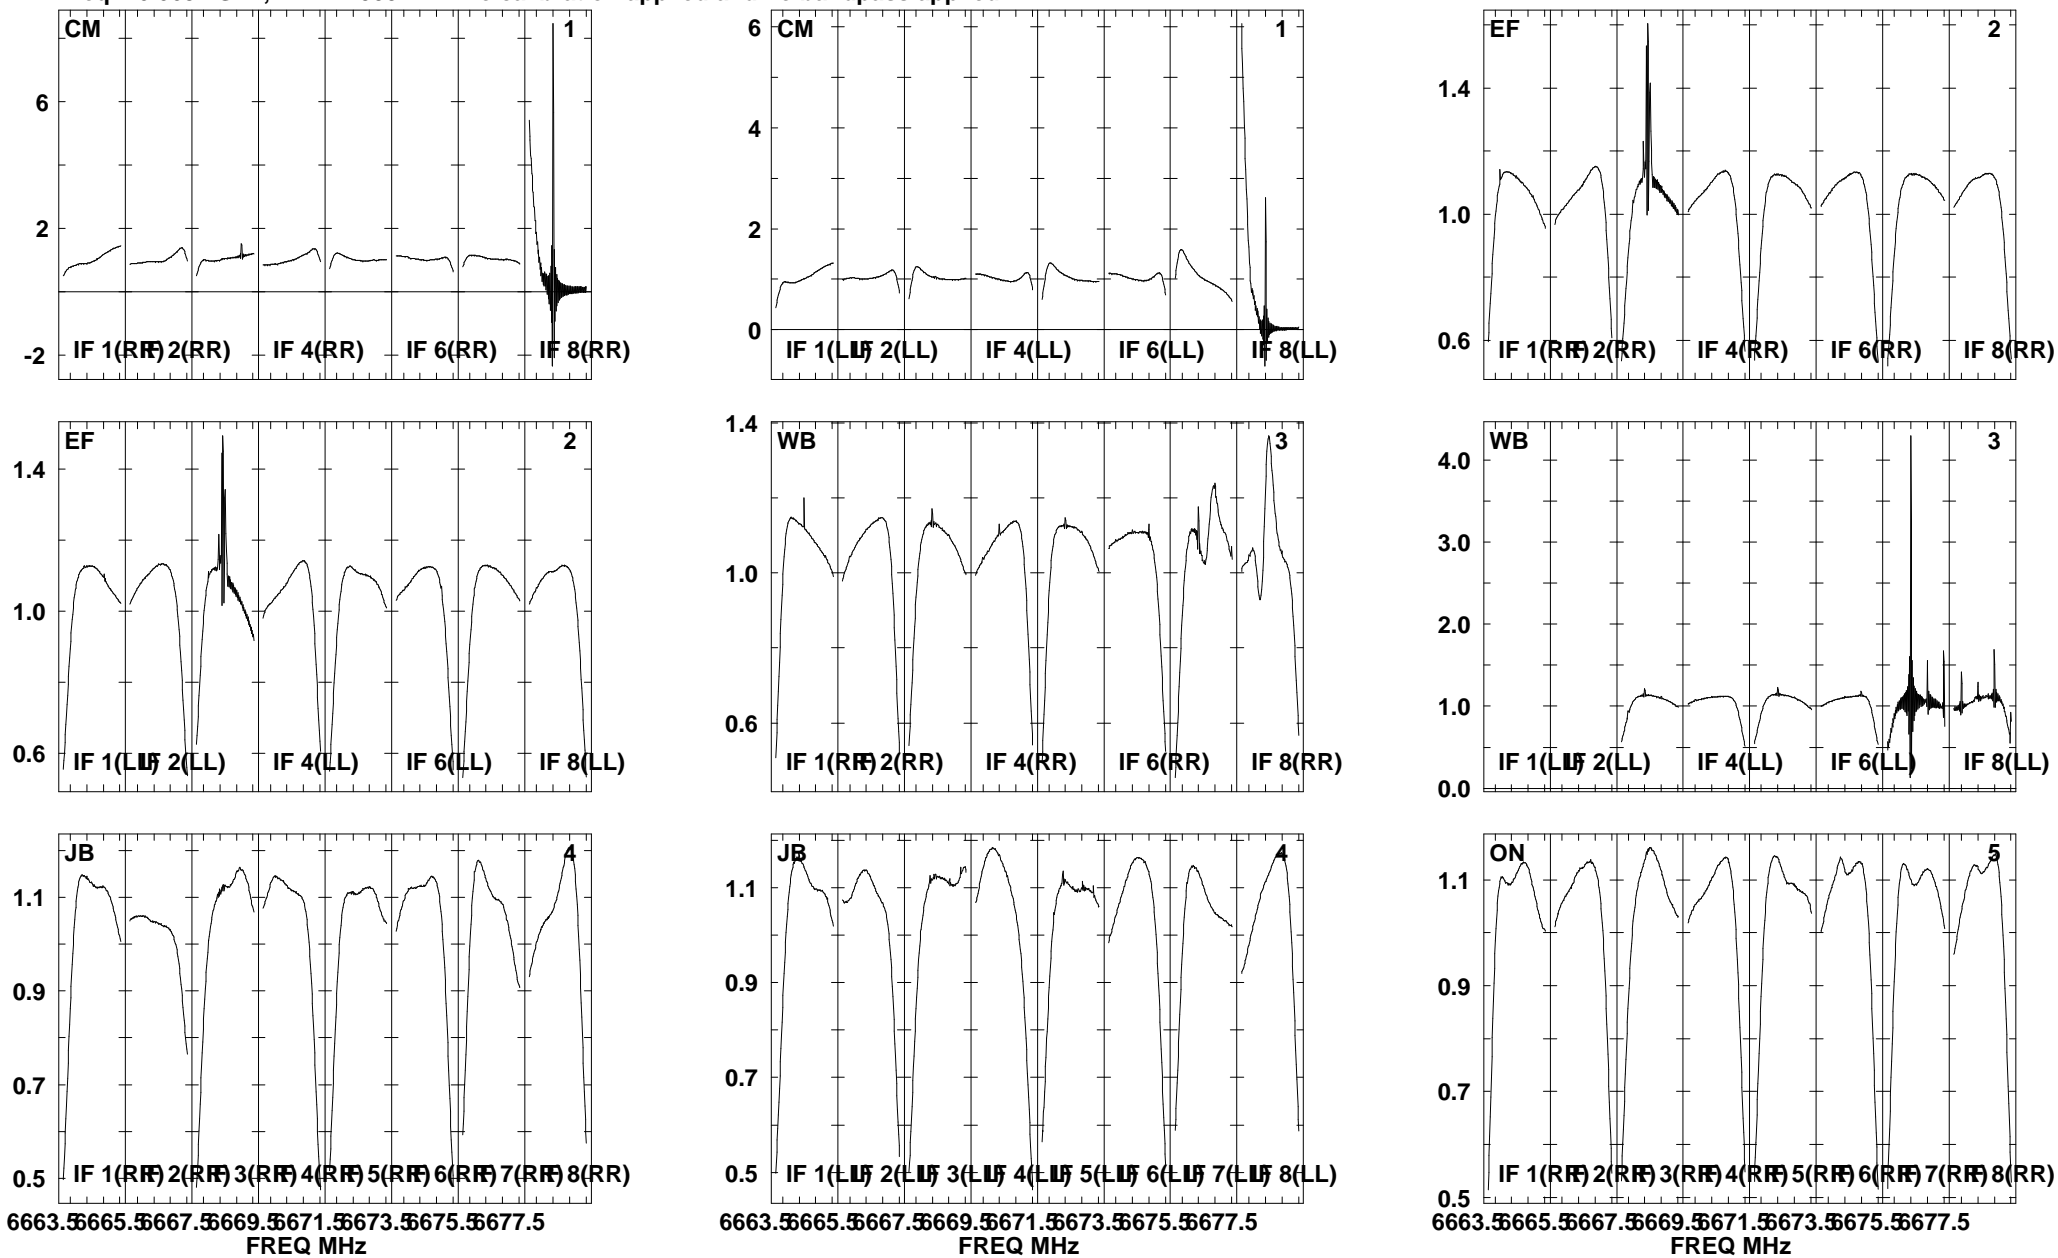 CM 1
6
2
-2
IF 1(RR) IF 2(RR) IF 4(RR) IF 6(RR) IF 8(RR)
CM 1
6
4
2
0
IF 1(LL) IF 2(LL) IF 4(LL) IF 6(LL) IF 8(LL)
EF 2
1.4
1.0
0.6
IF 1(RR) IF 2(RR) IF 4(RR) IF 6(RR) IF 8(RR)
EF 2
1.4
1.0
0.6
IF 1(LL) IF 2(LL) IF 4(LL) IF 6(LL) IF 8(LL)
WB 3
1.4
1.0
0.6
IF 1(RR) IF 2(RR) IF 4(RR) IF 6(RR) IF 8(RR)
WB 3
4.0
3.0
2.0
1.0
0.0
IF 1(LL) IF 2(LL) IF 4(LL) IF 6(LL) IF 8(LL)
JB 4
1.1
0.9
0.7
0.5
IF 1(RR) IF 2(RR) IF 3(RR) IF 4(RR) IF 5(RR) IF 6(RR) IF 7(RR) IF 8(RR)
6663.5 6665.5 6667.5 6669.5 6671.5 6673.5 6675.5 6677.5
FREQ MHz
JB 4
1.1
0.9
0.7
0.5
IF 1(LL) IF 2(LL) IF 3(LL) IF 4(LL) IF 5(LL) IF 6(LL) IF 7(LL) IF 8(LL)
6663.5 6665.5 6667.5 6669.5 6671.5 6673.5 6675.5 6677.5
FREQ MHz
ON 5
1.1
0.9
0.7
0.5
IF 1(RR) IF 2(RR) IF 3(RR) IF 4(RR) IF 5(RR) IF 6(RR) IF 7(RR) IF 8(RR)
6663.5 6665.5 6667.5 6669.5 6671.5 6673.5 6675.5 6677.5
FREQ MHz